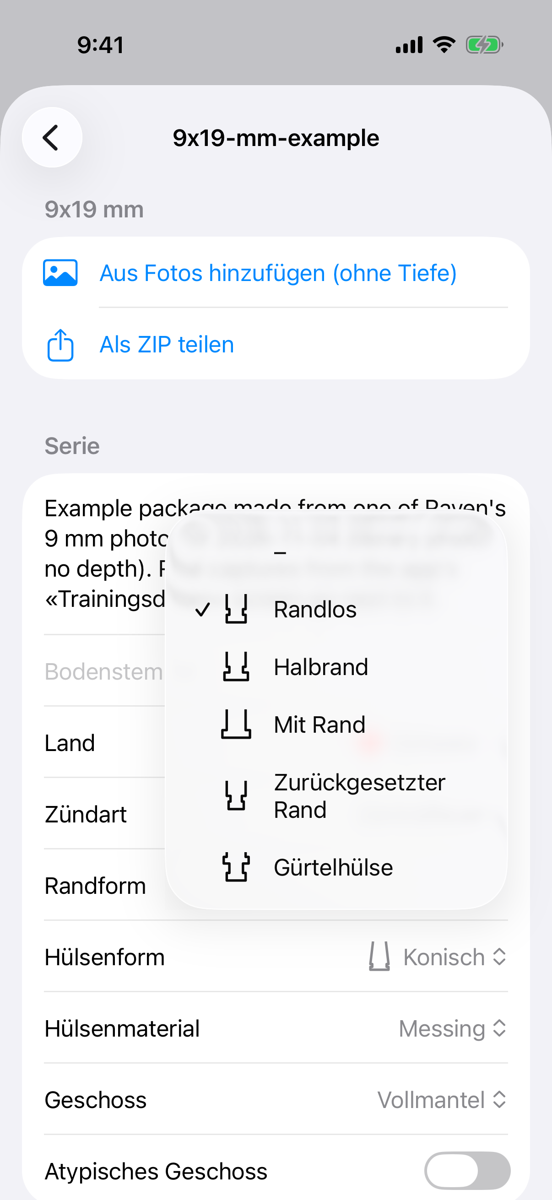 9:41
9x19-mm-example
9x19 mm
Aus Fotos hinzufügen (ohne Tiefe)
Als ZIP teilen
Serie
Example package made from one of Raven's
9 mm photo
no depth).
«Trainingsd
–
Randlos
Halbrand
Mit Rand
Zurückgesetzter
Rand
Gürtelhülse
Bodenstem
Land
Zündart
Randform
Hülsenform
Konisch
Hülsenmaterial
Messing
Geschoss
Vollmantel
Atypisches Geschoss